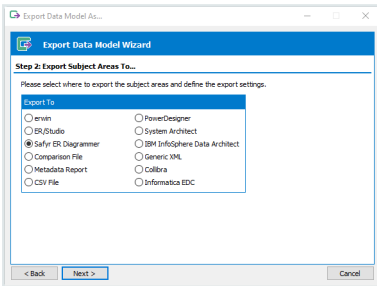 Export Data Model As...
Export Data Model Wizard
Step 2: Export Subject Areas To...
Please select where to export the subject areas and define the export settings.
Export To
erwin
PowerDesigner
ER/Studio
System Architect
Safyr ER Diagrammer
IBM InfoSphere Data Architect
Comparison File
Generic XML
Metadata Report
Collibra
CSV File
Informatica EDC
< Back
Next >
Cancel